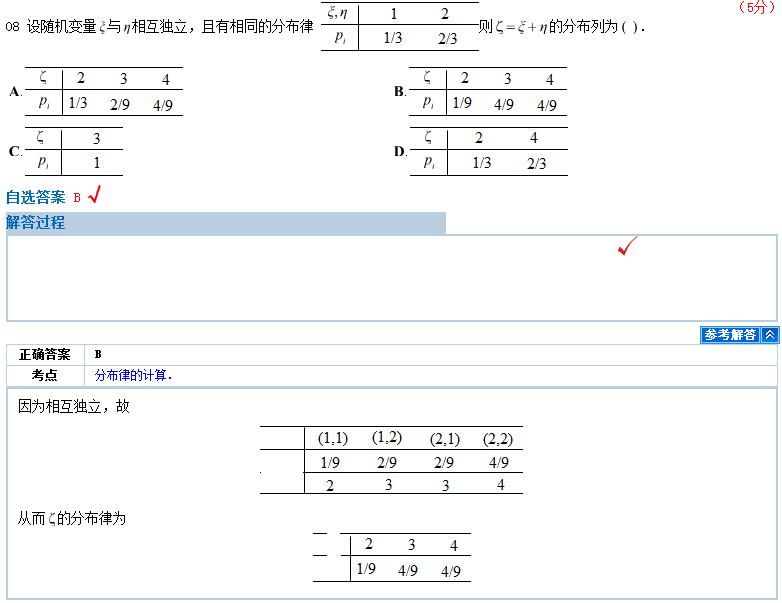 （5分）
08 设随机变量ξ与η相互独立，且有相同的分布律
ξ,η 1 2
p_i 1/3 2/3
则ζ=ξ+η的分布列为( ).
A.
ζ 2 3 4
p_i 1/3 2/9 4/9
B.
ζ 2 3 4
p_i 1/9 4/9 4/9
C.
ζ 3
p_i 1
D.
ζ 2 4
p_i 1/3 2/3
自选答案 B
解答过程
参考解答
正确答案 B
考点 分布律的计算.
因为相互独立，故
(1,1) (1,2) (2,1) (2,2)
1/9 2/9 2/9 4/9
2 3 3 4
从而ζ的分布律为
2 3 4
1/9 4/9 4/9